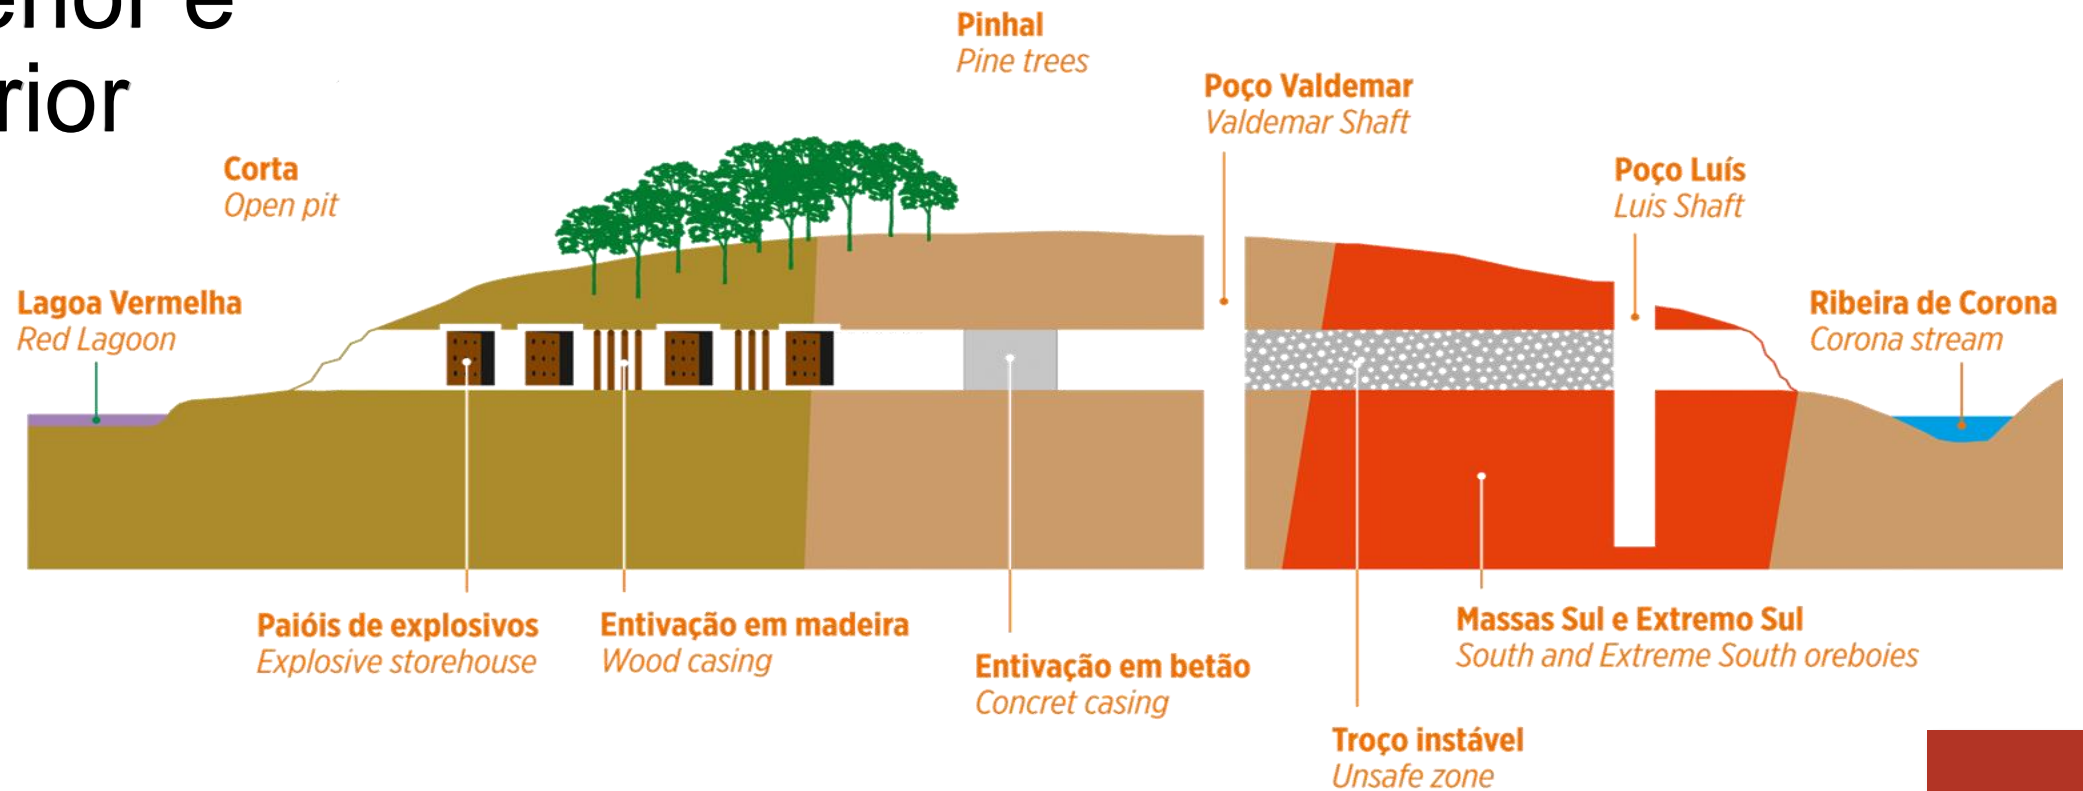 Pinhal
Pine trees
Poço Valdemar
Valdemar Shaft
Corta
Open pit
Poço Luís
Luis Shaft
Lagoa Vermelha
Red Lagoon
Ribeira de Corona
Corona stream
Paióis de explosivos
Explosive storehouse
Entivação em madeira
Wood casing
Entivação em betão
Concret casing
Massas Sul e Extremo Sul
South and Extreme South oreboies
Troço instável
Unsafe zone